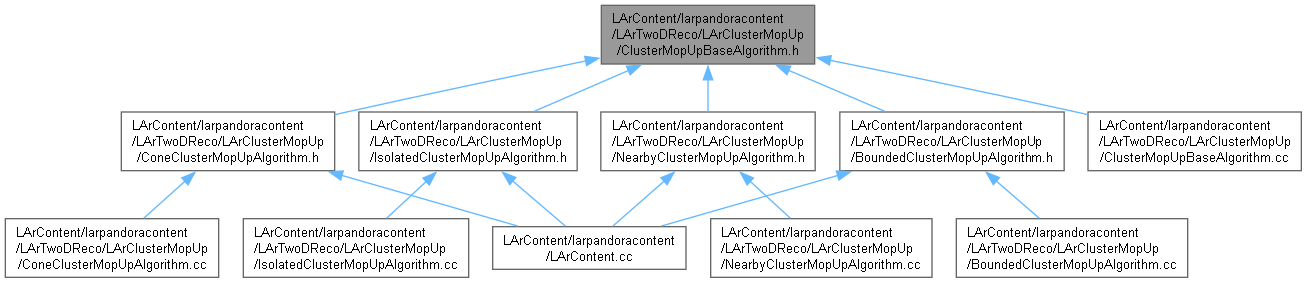 LArContent/larpandoracontent
/LArTwoDReco/LArClusterMopUp
/ClusterMopUpBaseAlgorithm.h
LArContent/larpandoracontent
/LArTwoDReco/LArClusterMopUp
/ConeClusterMopUpAlgorithm.h
LArContent/larpandoracontent
/LArTwoDReco/LArClusterMopUp
/IsolatedClusterMopUpAlgorithm.h
LArContent/larpandoracontent
/LArTwoDReco/LArClusterMopUp
/NearbyClusterMopUpAlgorithm.h
LArContent/larpandoracontent
/LArTwoDReco/LArClusterMopUp
/BoundedClusterMopUpAlgorithm.h
LArContent/larpandoracontent
/LArTwoDReco/LArClusterMopUp
/ClusterMopUpBaseAlgorithm.cc
LArContent/larpandoracontent
/LArTwoDReco/LArClusterMopUp
/ConeClusterMopUpAlgorithm.cc
LArContent/larpandoracontent
/LArTwoDReco/LArClusterMopUp
/IsolatedClusterMopUpAlgorithm.cc
LArContent/larpandoracontent
/LArContent.cc
LArContent/larpandoracontent
/LArTwoDReco/LArClusterMopUp
/NearbyClusterMopUpAlgorithm.cc
LArContent/larpandoracontent
/LArTwoDReco/LArClusterMopUp
/BoundedClusterMopUpAlgorithm.cc